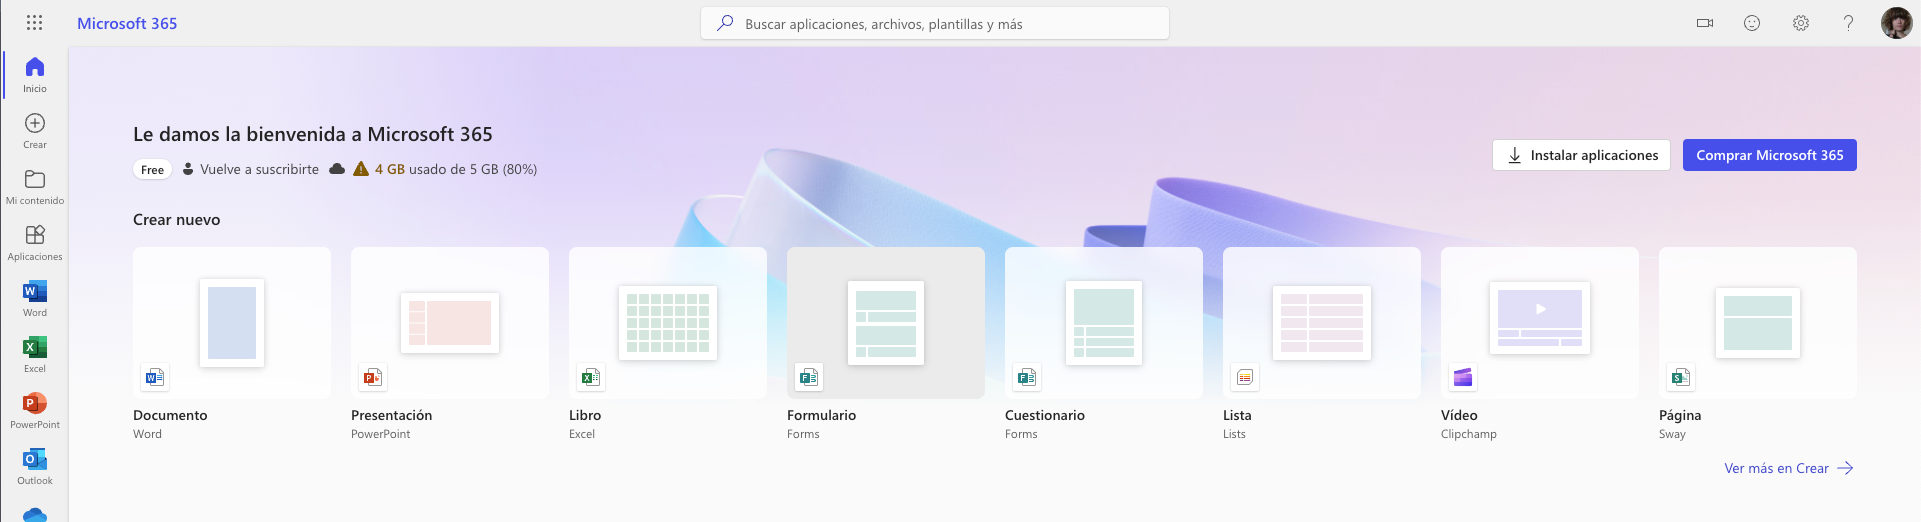 Microsoft 365
Buscar aplicaciones, archivos, plantillas y más
Inicio
Crear
Mi contenido
Aplicaciones
Word
Excel
PowerPoint
Outlook
Le damos la bienvenida a Microsoft 365
Free Vuelve a suscribirte 4 GB usado de 5 GB (80%)
Instalar aplicaciones
Comprar Microsoft 365
Crear nuevo
Documento
Word
Presentación
PowerPoint
Libro
Excel
Formulario
Forms
Cuestionario
Forms
Lista
Lists
Vídeo
Clipchamp
Página
Sway
Ver más en Crear